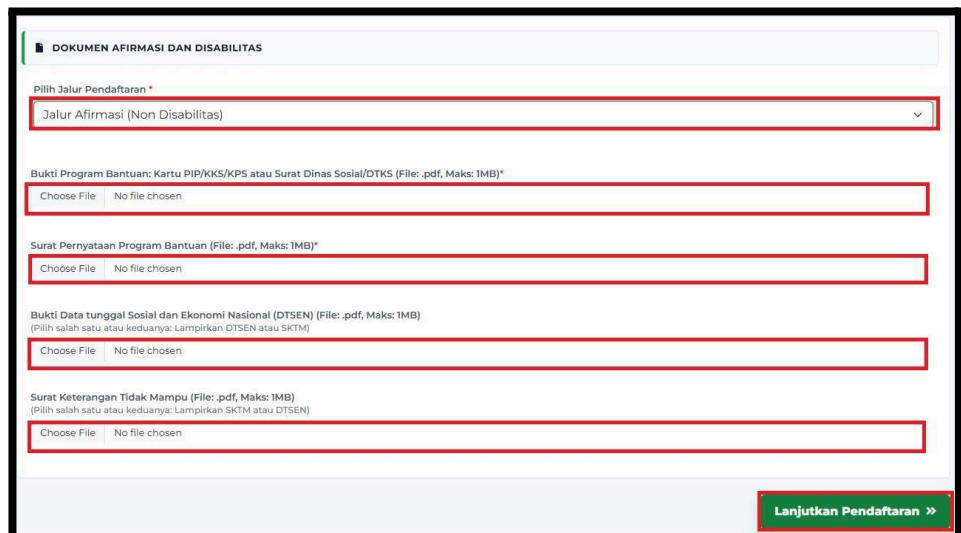 DOKUMEN AFIRMASI DAN DISABILITAS
Pilih Jalur Pendaftaran *
Jalur Afirmasi (Non Disabilitas)
Bukti Program Bantuan: Kartu PIP/KKS/KPS atau Surat Dinas Sosial/DTKS (File: .pdf, Maks: 1MB)*
Choose File No file chosen
Surat Pernyataan Program Bantuan (File: .pdf, Maks: 1MB)*
Choose File No file chosen
Bukti Data tunggal Sosial dan Ekonomi Nasional (DTSEN) (File: .pdf, Maks: 1MB)
(Pilih salah satu atau keduanya: Lampirkan DTSEN atau SKTM)
Choose File No file chosen
Surat Keterangan Tidak Mampu (File: .pdf, Maks: 1MB)
(Pilih salah satu atau keduanya: Lampirkan SKTM atau DTSEN)
Choose File No file chosen
Lanjutkan Pendaftaran »